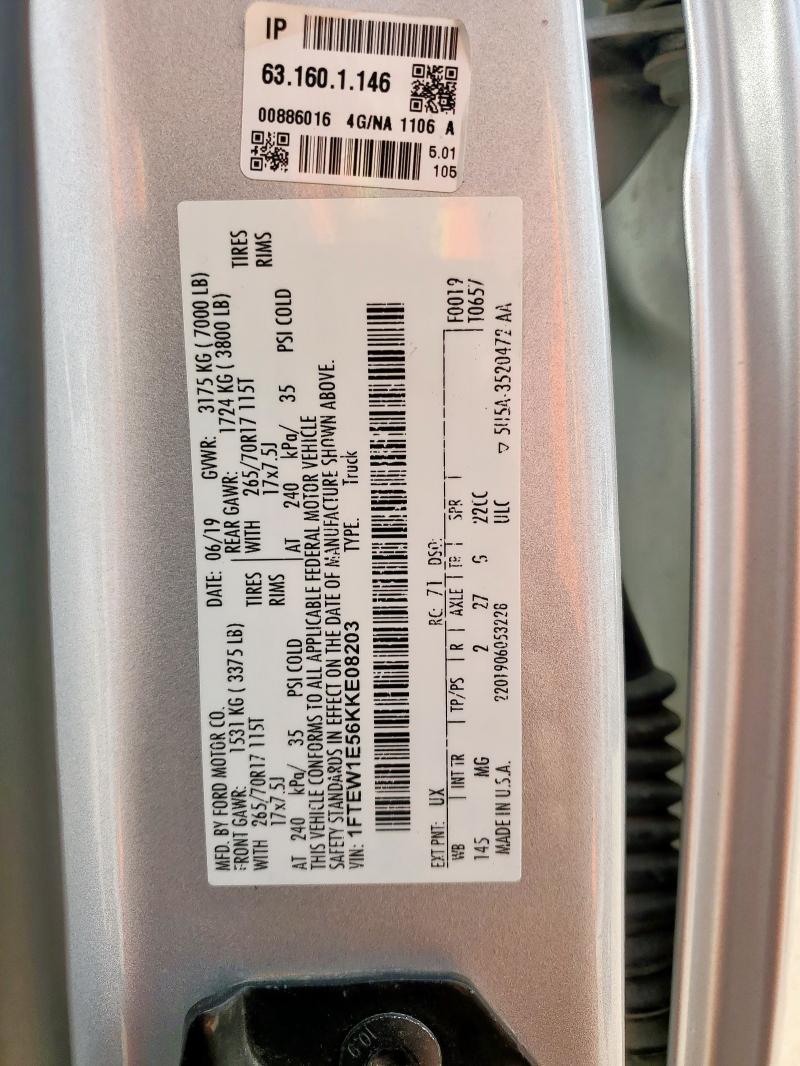 IP
63.160.1.146
00886016 4G/NA 1106 A
5.01
105
MFD. BY FORD MOTOR CO.
DATE: 06/19 GVWR: 3175 KG ( 7000 LB)
FRONT GAWR: 1531 KG ( 3375 LB) REAR GAWR: 1724 KG ( 3800 LB)
WITH 265/70R17 115T TIRES WITH 265/70R17 115T TIRES
17x7.5J RIMS 17x7.5J RIMS
AT 240 kPa/ 35 PSI COLD AT 240 kPa/ 35 PSI COLD
THIS VEHICLE CONFORMS TO ALL APPLICABLE FEDERAL MOTOR VEHICLE
SAFETY STANDARDS IN EFFECT ON THE DATE OF MANUFACTURE SHOWN ABOVE.
VIN: 1FTEW1E56KKE08203 TYPE: Truck
EXT PNT: UX RC: 71 DSO: F0019
WB INT TR TP/PS R AXLE TR SPR T0657
145 MG 2 27 G 22CC
MADE IN U.S.A. 2201906053228 ULC